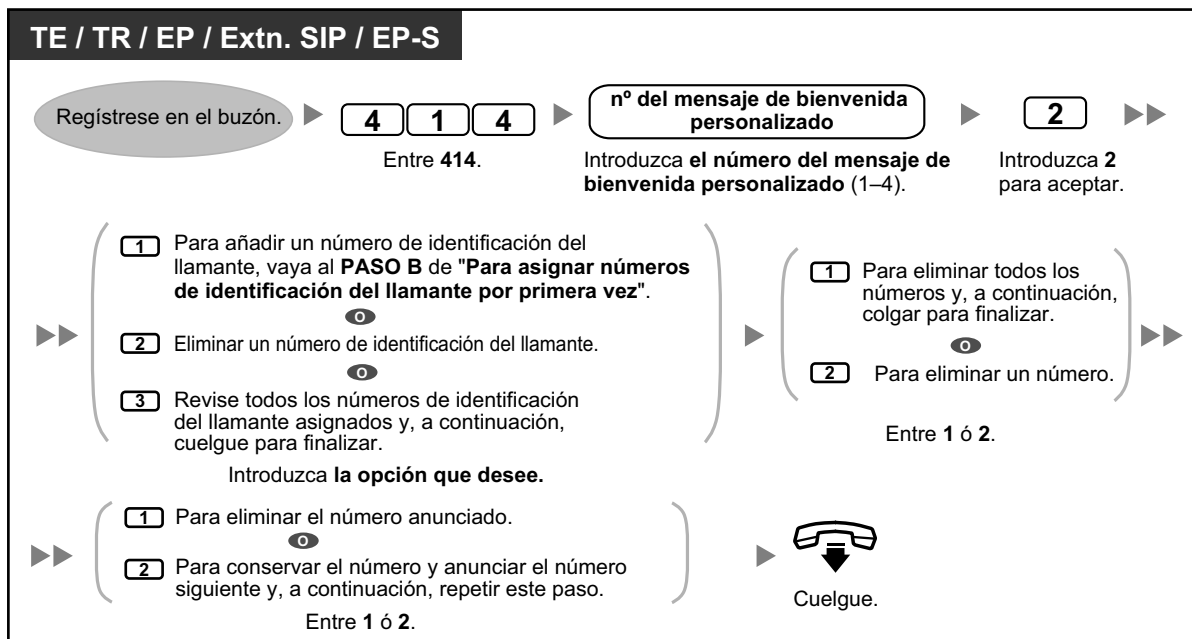 TE / TR / EP / Extn. SIP / EP-S
Regístrese en el buzón.
4 1 4
Entre 414.
nº del mensaje de bienvenida
personalizado
Introduzca el número del mensaje de
bienvenida personalizado (1–4).
2
Introduzca 2
para aceptar.
1 Para añadir un número de identificación del
llamante, vaya al PASO B de "Para asignar números
de identificación del llamante por primera vez".
O
2 Eliminar un número de identificación del llamante.
O
3 Revise todos los números de identificación
del llamante asignados y, a continuación,
cuelgue para finalizar.
Introduzca la opción que desee.
1 Para eliminar todos los
números y, a continuación,
colgar para finalizar.
O
2 Para eliminar un número.
Entre 1 ó 2.
1 Para eliminar el número anunciado.
O
2 Para conservar el número y anunciar el número
siguiente y, a continuación, repetir este paso.
Entre 1 ó 2.
Cuelgue.